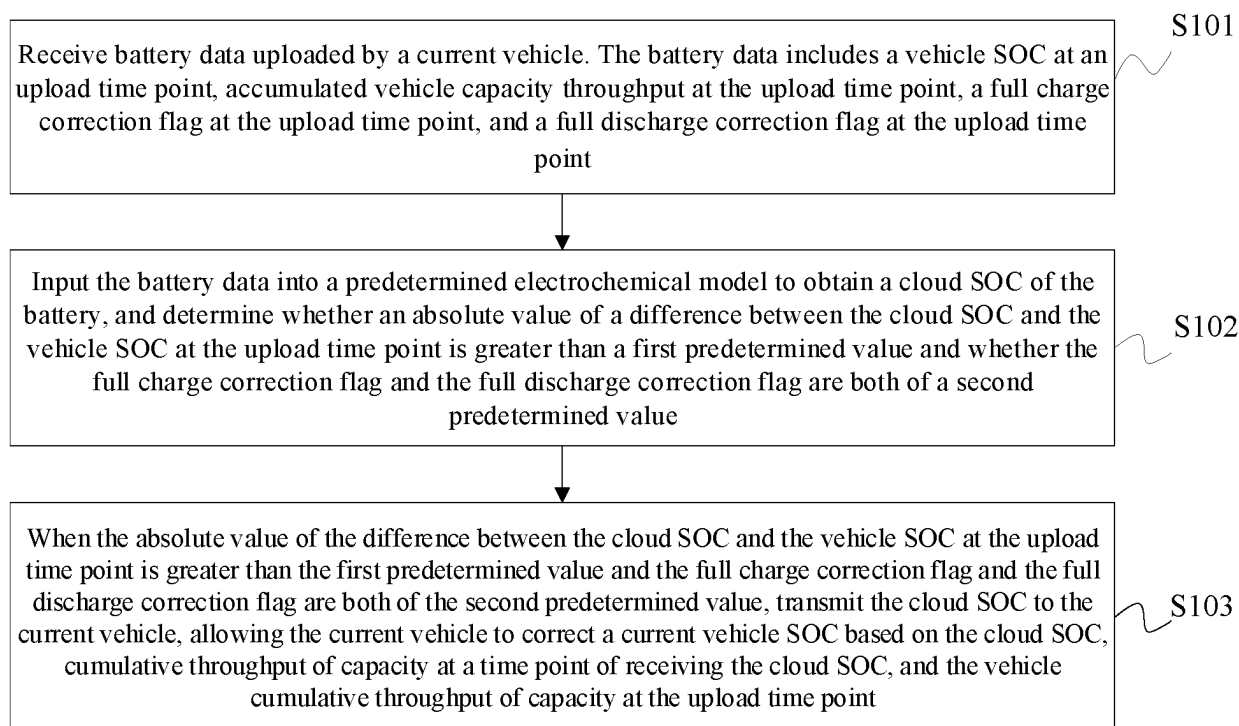 S101
Receive battery data uploaded by a current vehicle. The battery data includes a vehicle SOC at an
upload time point, accumulated vehicle capacity throughput at the upload time point, a full charge
correction flag at the upload time point, and a full discharge correction flag at the upload time
point
Input the battery data into a predetermined electrochemical model to obtain a cloud SOC of the
battery, and determine whether an absolute value of a difference between the cloud SOC and the
vehicle SOC at the upload time point is greater than a first predetermined value and whether the
full charge correction flag and the full discharge correction flag are both of a second
predetermined value
S102
When the absolute value of the difference between the cloud SOC and the vehicle SOC at the upload
time point is greater than the first predetermined value and the full charge correction flag and the full
discharge correction flag are both of the second predetermined value, transmit the cloud SOC to the
current vehicle, allowing the current vehicle to correct a current vehicle SOC based on the cloud SOC,
cumulative throughput of capacity at a time point of receiving the cloud SOC, and the vehicle
cumulative throughput of capacity at the upload time point
S103